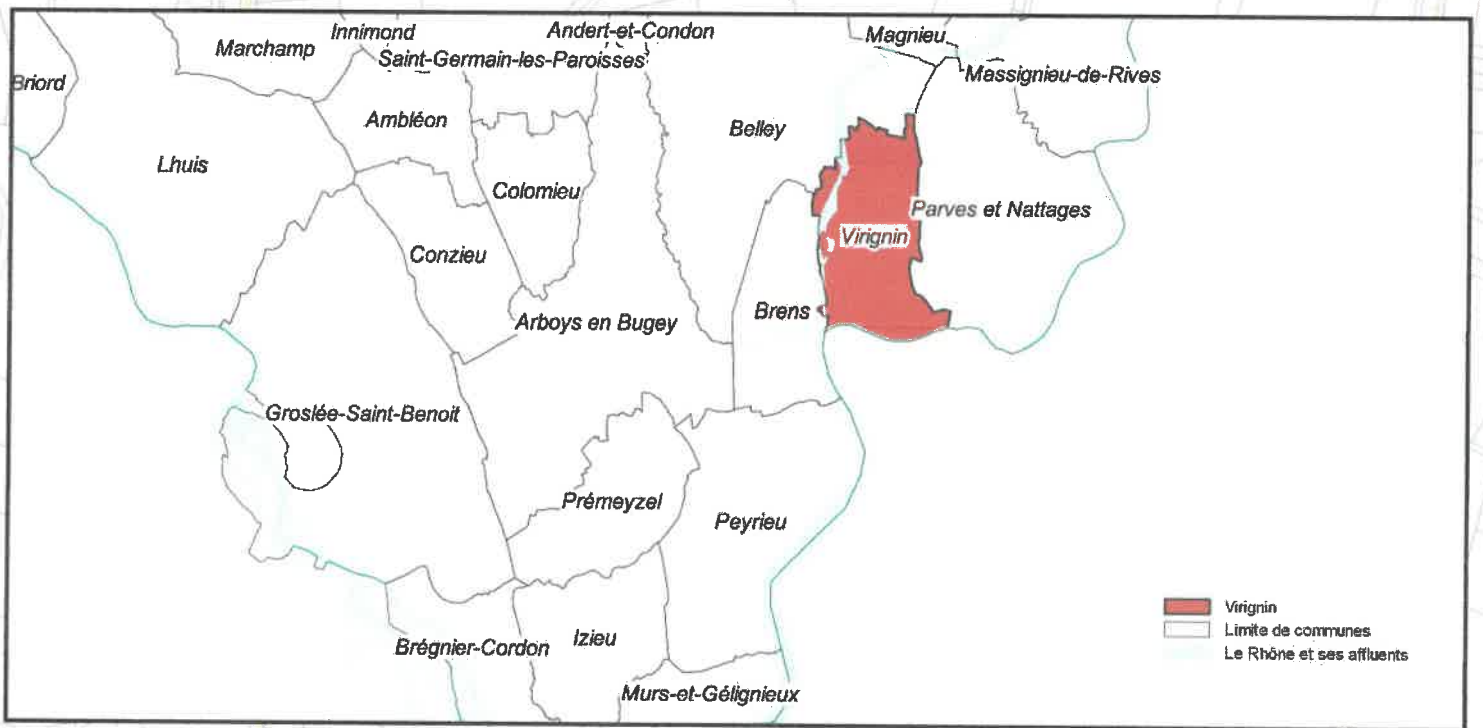 Innimond
Andert-et-Condon
Magnieu
Marchamp
Saint-Germain-les-Paroisses
Massignieu-de-Rives
Briord
Ambléon
Belley
Lhuis
Colomieu
Parves et Nattages
Virignin
Conzieu
Brens
Arboys en Bugey
Groslée-Saint-Benoit
Prémeyzel
Peyrieu
Izieu
Brégnier-Cordon
Murs-et-Gélignieux
Virignin
Limite de communes
Le Rhône et ses affluents